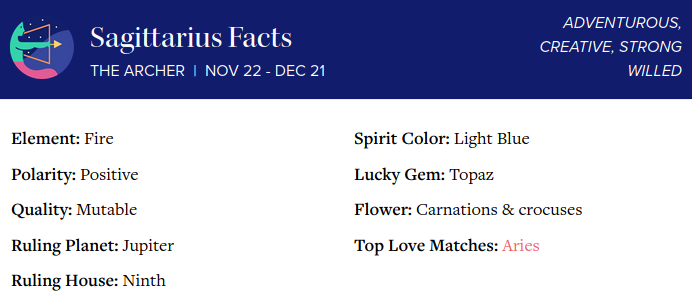 Sagittarius Facts
THE ARCHER | NOV 22 - DEC 21
ADVENTUROUS,
CREATIVE, STRONG
WILLED
Element: Fire
Polarity: Positive
Quality: Mutable
Ruling Planet: Jupiter
Ruling House: Ninth
Spirit Color: Light Blue
Lucky Gem: Topaz
Flower: Carnations & crocuses
Top Love Matches: Aries